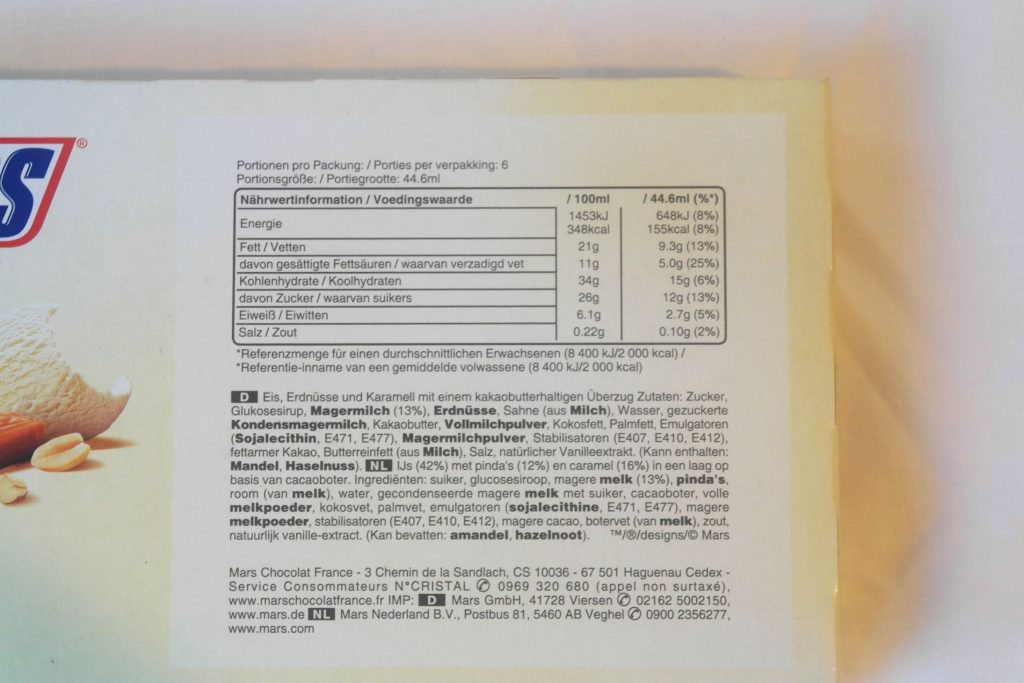 RS®
Portionen pro Packung: / Porties per verpakking: 6
Portionsgröße: / Portiegrootte: 44.6ml
Nährwertinformation / Voedingswaarde / 100ml / 44.6ml (%*)
Energie 1453kJ 648kJ (8%)
348kcal 155kcal (8%)
Fett / Vetten 21g 9.3g (13%)
davon gesättigte Fettsäuren / waarvan verzadigd vet 11g 5.0g (25%)
Kohlenhydrate / Koolhydraten 34g 15g (6%)
davon Zucker / waarvan suikers 26g 12g (13%)
Eiweiß / Eiwitten 6.1g 2.7g (5%)
Salz / Zout 0.22g 0.10g (2%)
*Referenzmenge für einen durchschnittlichen Erwachsenen (8 400 kJ/2 000 kcal) /
*Referentie-inname van een gemiddelde volwassene (8 400 kJ/2 000 kcal)
D Eis, Erdnüsse und Karamell mit einem kakaobutterhaltigen Überzug Zutaten: Zucker,
Glukosesirup, Magermilch (13%), Erdnüsse, Sahne (aus Milch), Wasser, gezuckerte
Kondensmagermilch, Kakaobutter, Vollmilchpulver, Kokosfett, Palmfett, Emulgatoren
(Sojalecithin, E471, E477), Magermilchpulver, Stabilisatoren (E407, E410, E412),
fettarmer Kakao, Butterreinfett (aus Milch), Salz, natürlicher Vanilleextrakt. (Kann enthalten:
Mandel, Haselnuss). NL IJs (42%) met pinda's (12%) en caramel (16%) in een laag op
basis van cacaoboter. Ingrediënten: suiker, glucosesiroop, magere melk (13%), pinda's,
room (van melk), water, gecondenseerde magere melk met suiker, cacaoboter, volle
melkpoeder, kokosvet, palmvet, emulgatoren (sojalecithine, E471, E477), magere
melkpoeder, stabilisatoren (E407, E410, E412), magere cacao, botervet (van melk), zout,
natuurlijk vanille-extract. (Kan bevatten: amandel, hazelnoot). ™/®/designs/© Mars
Mars Chocolat France - 3 Chemin de la Sandlach, CS 10036 - 67 501 Haguenau Cedex -
Service Consommateurs N°CRISTAL ✆ 0969 320 680 (appel non surtaxé),
www.marschocolatfrance.fr IMP: D Mars GmbH, 41728 Viersen ✆ 02162 5002150,
www.mars.de NL Mars Nederland B.V., Postbus 81, 5460 AB Veghel ✆ 0900 2356277,
www.mars.com